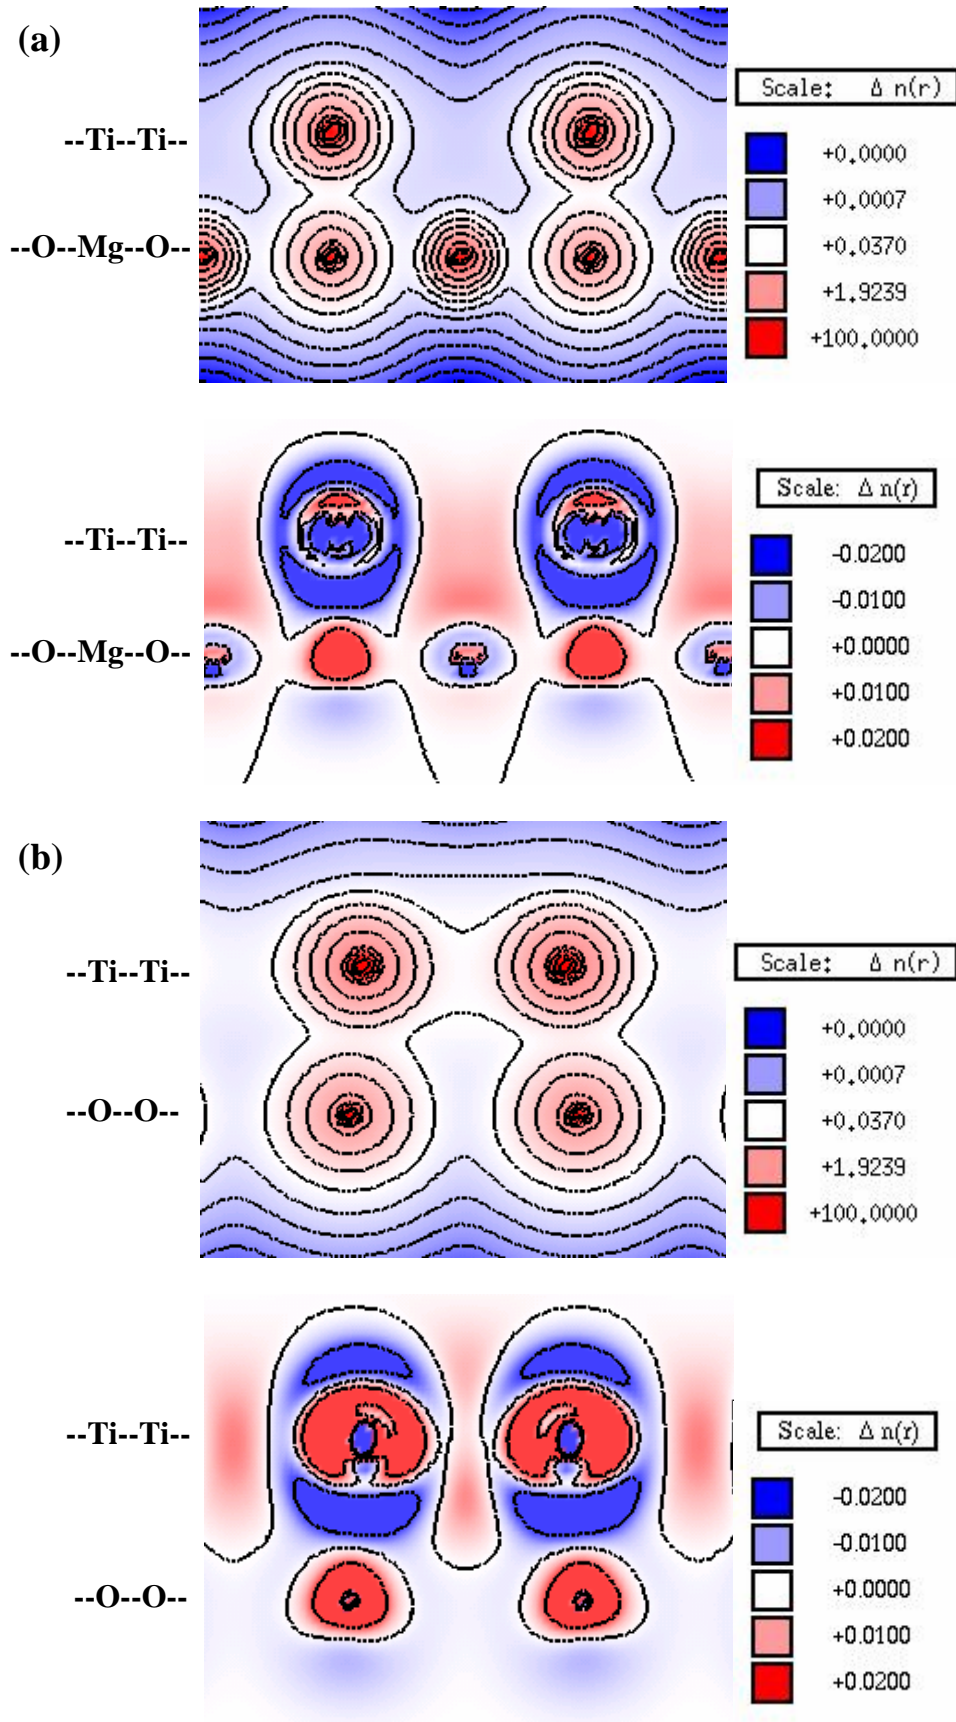 (a)
Scale: Δ n(r)
--Ti--Ti--
+0.0000
+0.0007
--O--Mg--O--
+0.0370
+1.9239
+100.0000
Scale: Δ n(r)
--Ti--Ti--
-0.0200
-0.0100
--O--Mg--O--
+0.0000
+0.0100
+0.0200
(b)
Scale: Δ n(r)
--Ti--Ti--
+0.0000
+0.0007
--O--O--
+0.0370
+1.9239
+100.0000
Scale: Δ n(r)
--Ti--Ti--
-0.0200
-0.0100
--O--O--
+0.0000
+0.0100
+0.0200